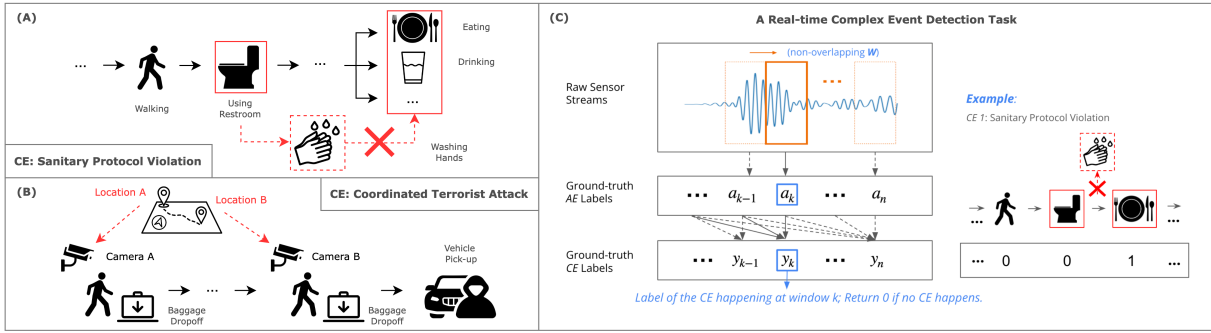 (A)
Eating
Drinking
...
...
...
Walking
Using
Restroom
Washing
Hands
CE: Sanitary Protocol Violation
(B)
CE: Coordinated Terrorist Attack
Location A
Location B
Camera A
Camera B
Vehicle
Pick-up
...
...
Baggage
Dropoff
Baggage
Dropoff
(C)
A Real-time Complex Event Detection Task
(non-overlapping W)
...
Raw Sensor
Streams
Ground-truth
AE Labels
... a_{k−1} a_k ... a_n
Ground-truth
CE Labels
... y_{k−1} y_k ... y_n
Label of the CE happening at window k; Return 0 if no CE happens.
Example:
CE 1: Sanitary Protocol Violation
... ...
... 0 0 1 ...